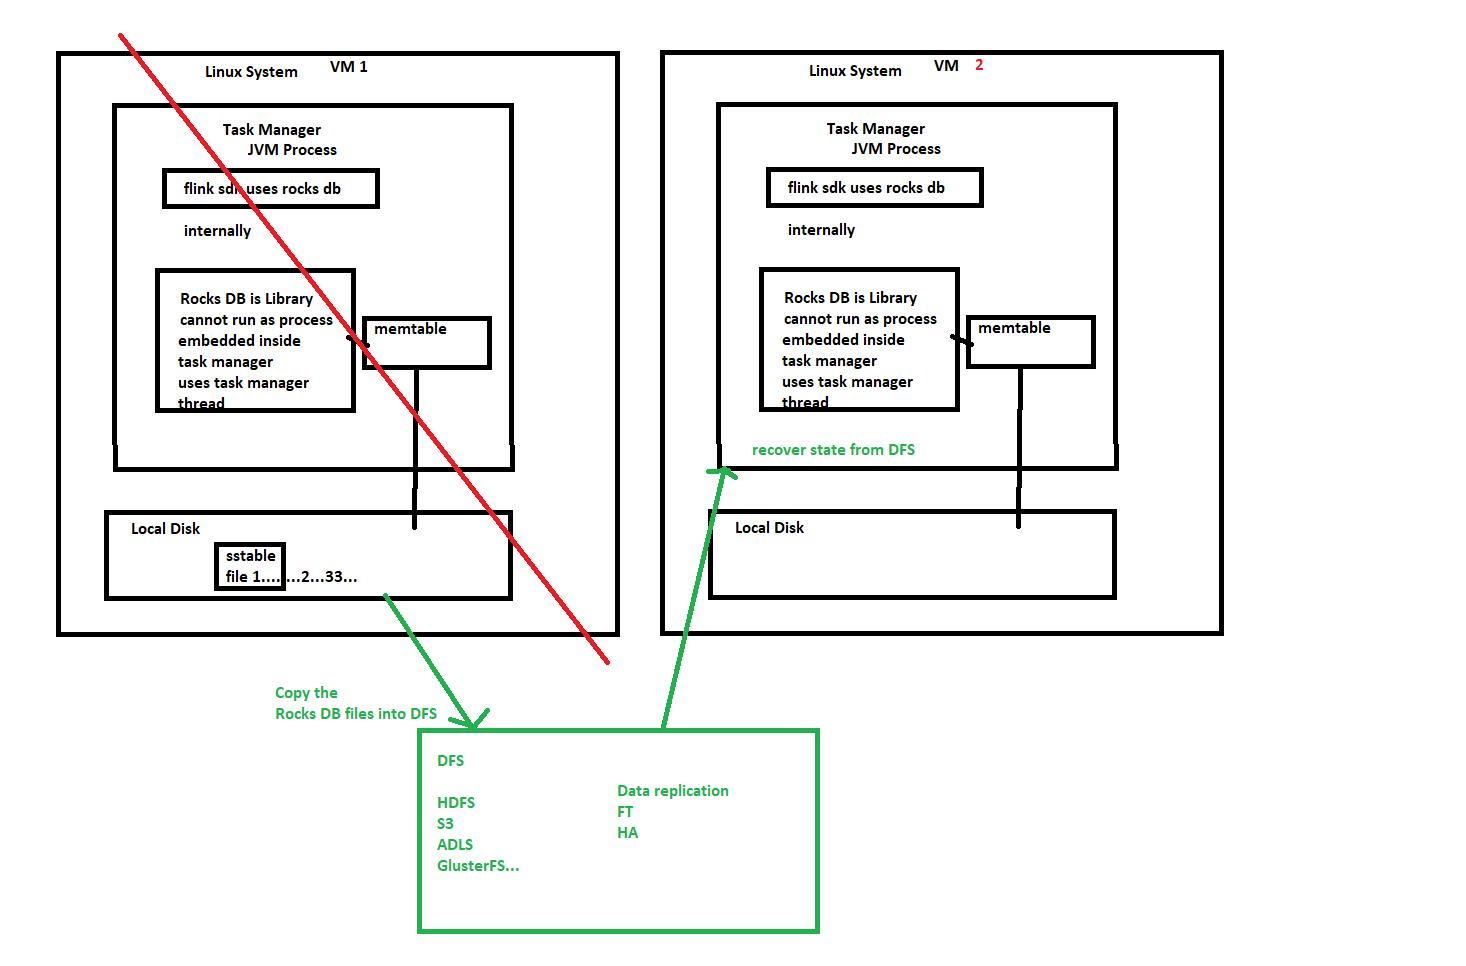 Linux System
VM 1
Task Manager
JVM Process
flink sdk uses rocks db
internally
Rocks DB is Library
cannot run as process
embedded inside
task manager
uses task manager
thread
memtable
Local Disk
sstable
file 1.......2...33...
Linux System
VM 2
Task Manager
JVM Process
flink sdk uses rocks db
internally
Rocks DB is Library
cannot run as process
embedded inside
task manager
uses task manager
thread
memtable
recover state from DFS
Local Disk
Copy the
Rocks DB files into DFS
DFS
HDFS
S3
ADLS
GlusterFS...
Data replication
FT
HA